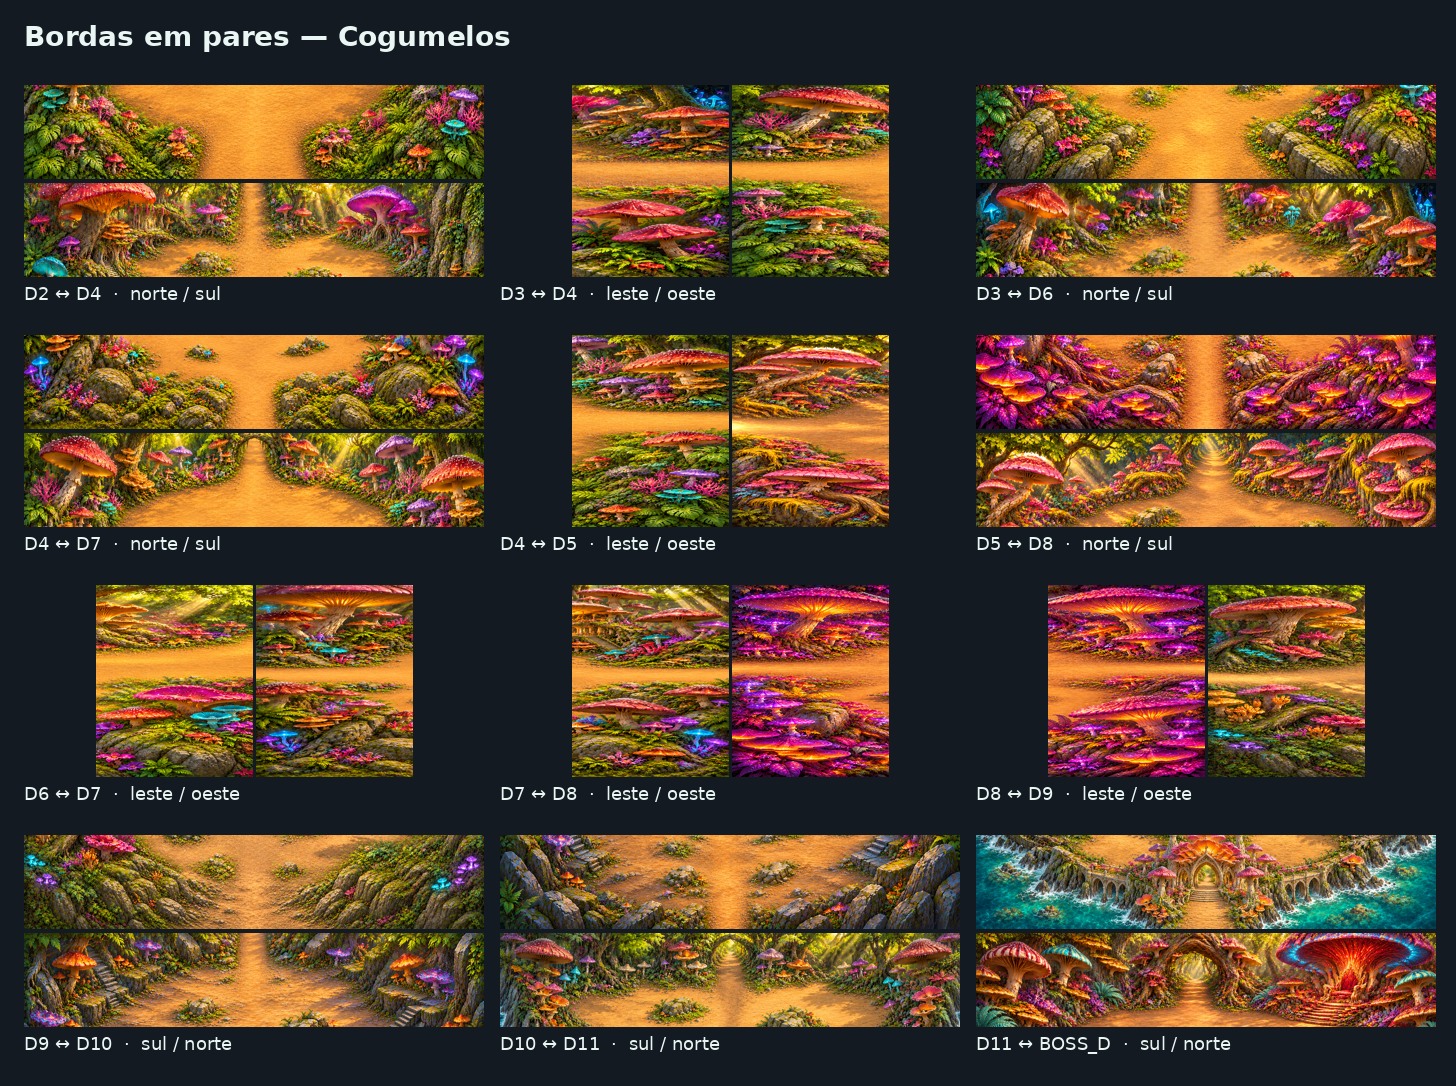 Bordas em pares — Cogumelos
D2 ↔ D4 · norte / sul
D3 ↔ D4 · leste / oeste
D3 ↔ D6 · norte / sul
D4 ↔ D7 · norte / sul
D4 ↔ D5 · leste / oeste
D5 ↔ D8 · norte / sul
D6 ↔ D7 · leste / oeste
D7 ↔ D8 · leste / oeste
D8 ↔ D9 · leste / oeste
D9 ↔ D10 · sul / norte
D10 ↔ D11 · sul / norte
D11 ↔ BOSS_D · sul / norte